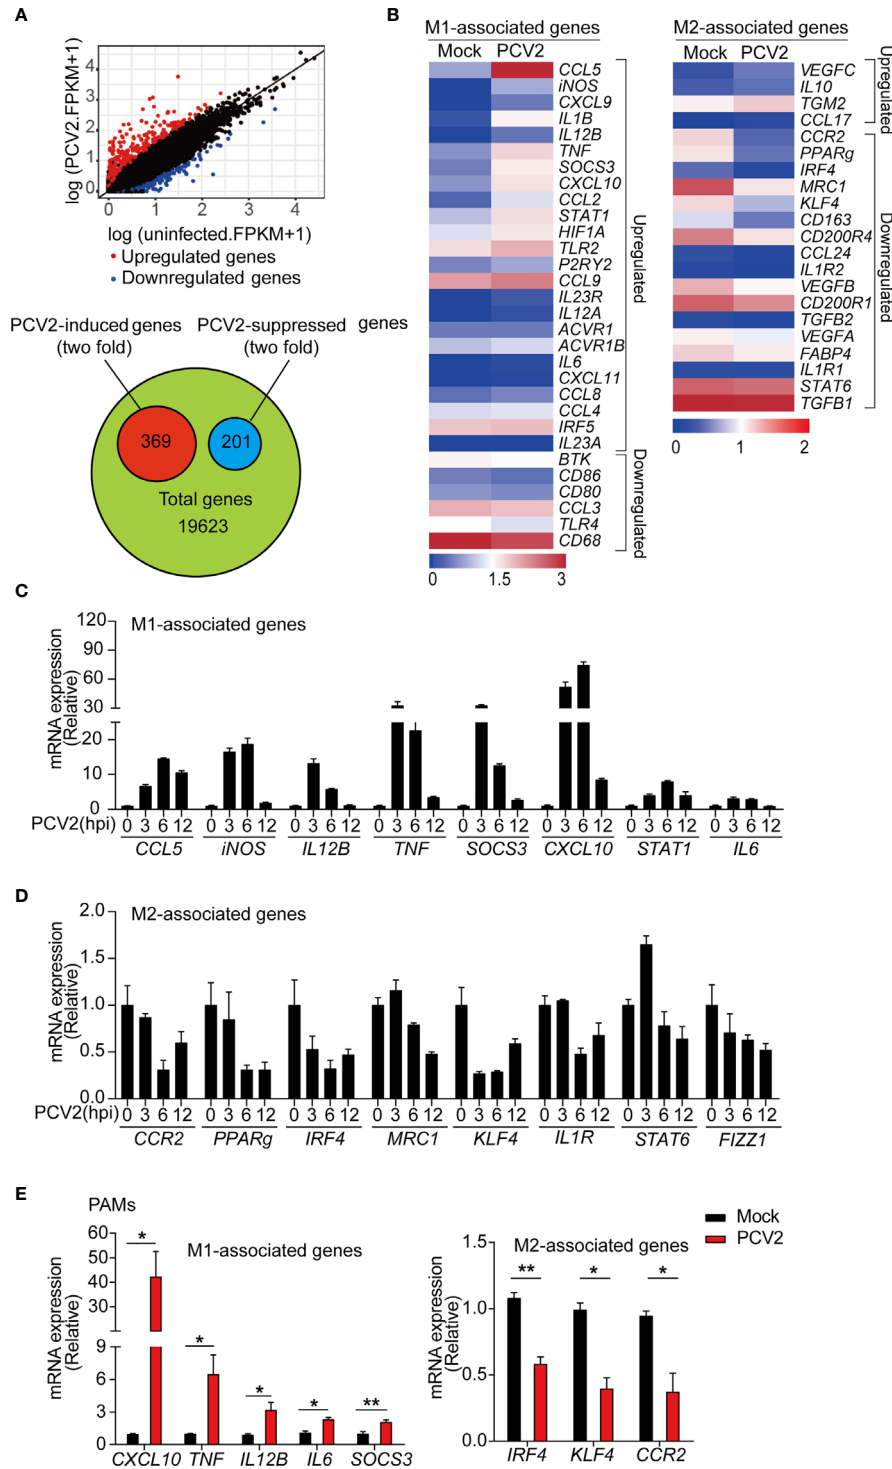 A
log (PCV2.FPKM+1)
4
3
2
1
0
0 1 2 3 4
log (uninfected.FPKM+1)
Upregulated genes
Downregulated genes
PCV2-induced genes
(two fold)
PCV2-suppressed genes
(two fold)
369
201
Total genes
19623
B
M1-associated genes
Mock PCV2
CCL5
iNOS
CXCL9
IL1B
IL12B
TNF
SOCS3
CXCL10
CCL2
STAT1
HIF1A
TLR2
P2RY2
CCL9
IL23R
IL12A
ACVR1
ACVR1B
IL6
CXCL11
CCL8
CCL4
IRF5
IL23A
BTK
CD86
CD80
CCL3
TLR4
CD68
Upregulated
Downregulated
0 1.5 3
M2-associated genes
Mock PCV2
VEGFC
IL10
TGM2
CCL17
CCR2
PPARg
IRF4
MRC1
KLF4
CD163
CD200R4
CCL24
IL1R2
VEGFB
CD200R1
TGFB2
VEGFA
FABP4
IL1R1
STAT6
TGFB1
Upregulated
Downregulated
0 1 2
C
M1-associated genes
mRNA expression
(Relative)
120
90
60
30
20
10
0
PCV2(hpi) 0 3 6 12 0 3 6 12 0 3 6 12 0 3 6 12 0 3 6 12 0 3 6 12 0 3 6 12 0 3 6 12
CCL5 iNOS IL12B TNF SOCS3 CXCL10 STAT1 IL6
D
M2-associated genes
mRNA expression
(Relative)
2.0
1.5
1.0
0.5
0.0
PCV2(hpi) 0 3 6 12 0 3 6 12 0 3 6 12 0 3 6 12 0 3 6 12 0 3 6 12 0 3 6 12 0 3 6 12
CCR2 PPARg IRF4 MRC1 KLF4 IL1R STAT6 FIZZ1
E
PAMs
M1-associated genes
mRNA expression
(Relative)
60
50
40
30
9
6
3
0
*
*
*
*
**
CXCL10 TNF IL12B IL6 SOCS3
Mock
PCV2
M2-associated genes
mRNA expression
(Relative)
1.5
1.0
0.5
0.0
** * *
IRF4 KLF4 CCR2